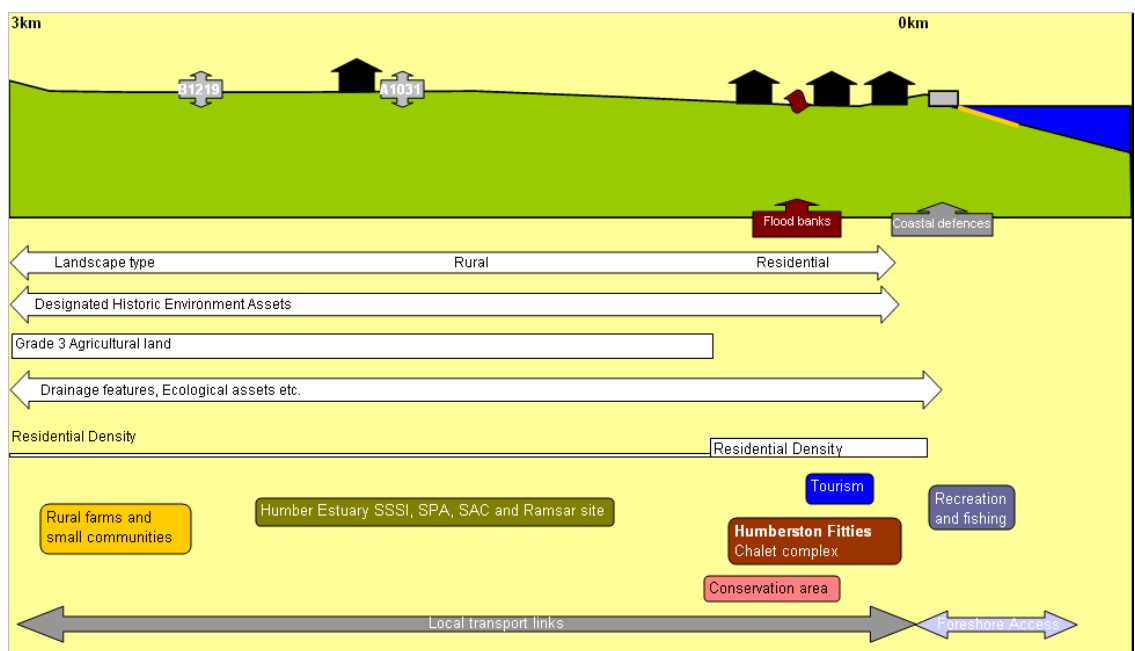 3km
0km
B1219
A1031
Flood banks
Coastal defences
Landscape type
Rural
Residential
Designated Historic Environment Assets
Grade 3 Agricultural land
Drainage features, Ecological assets etc.
Residential Density
Residential Density
Tourism
Recreation
and fishing
Rural farms and
small communities
Humber Estuary SSSI, SPA, SAC and Ramsar site
Humberston Fitties
Chalet complex
Conservation area
Local transport links
Foreshore Access